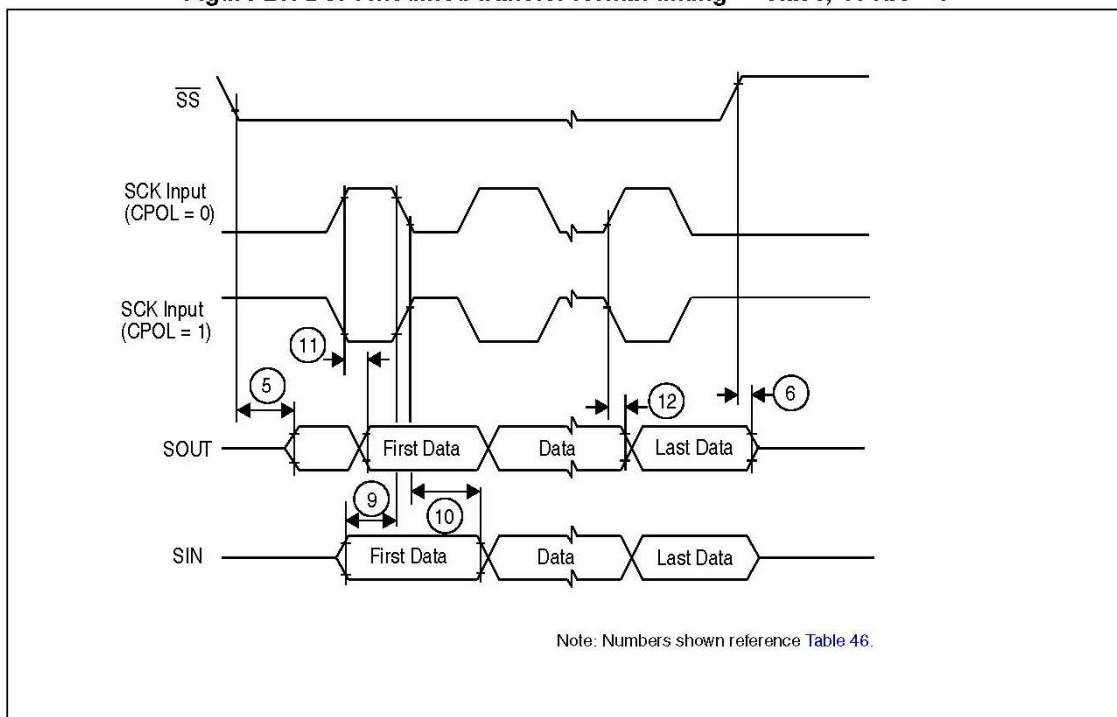 SS
SCK Input
(CPOL = 0)
SCK Input
(CPOL = 1)
11
5
12
6
SOUT
First Data
Data
Last Data
9
10
SIN
First Data
Data
Last Data
Note: Numbers shown reference Table 46.